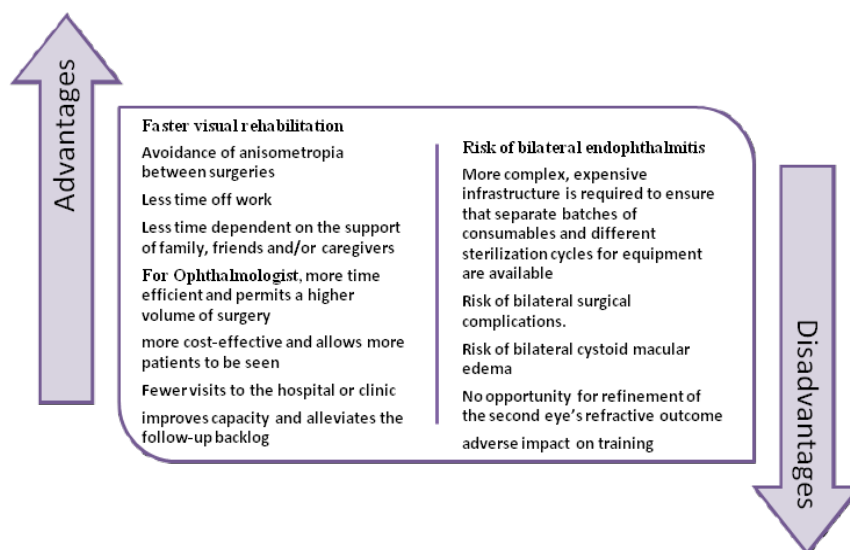 Advantages
Faster visual rehabilitation
Avoidance of anisometropia
between surgeries
Less time off work
Less time dependent on the support
of family, friends and/or caregivers
For Ophthalmologist, more time
efficient and permits a higher
volume of surgery
more cost-effective and allows more
patients to be seen
Fewer visits to the hospital or clinic
improves capacity and alleviates the
follow-up backlog
Risk of bilateral endophthalmitis
More complex, expensive
infrastructure is required to ensure
that separate batches of
consumables and different
sterilization cycles for equipment
are available
Risk of bilateral surgical
complications.
Risk of bilateral cystoid macular
edema
No opportunity for refinement of
the second eye's refractive outcome
adverse impact on training
Disadvantages